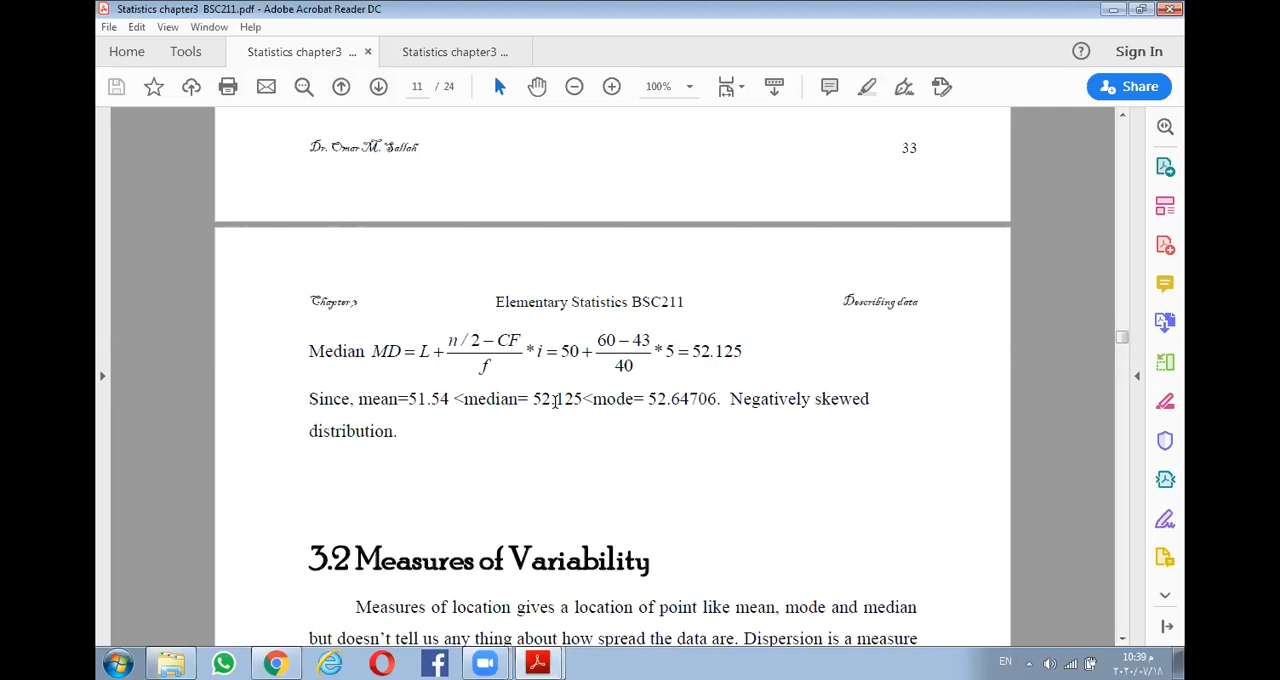 Statistics chapter3 BSC211.pdf - Adobe Acrobat Reader DC
File Edit View Window Help
Home Tools Statistics chapter3 ... × Statistics chapter3 ... ? Sign In
11 / 24 100% Share
Dr. Omar M. Sallah 33
Chapter3 Elementary Statistics BSC211 Describing data
Median MD = L + (n / 2 − CF)/f * i = 50 + (60 − 43)/40 * 5 = 52.125
Since, mean=51.54 <median= 52.125<mode= 52.64706. Negatively skewed
distribution.
3.2 Measures of Variability
Measures of location gives a location of point like mean, mode and median
but doesn't tell us any thing about how spread the data are. Dispersion is a measure
EN 10:39 م
٢٠٢٠/٠٧/١٨